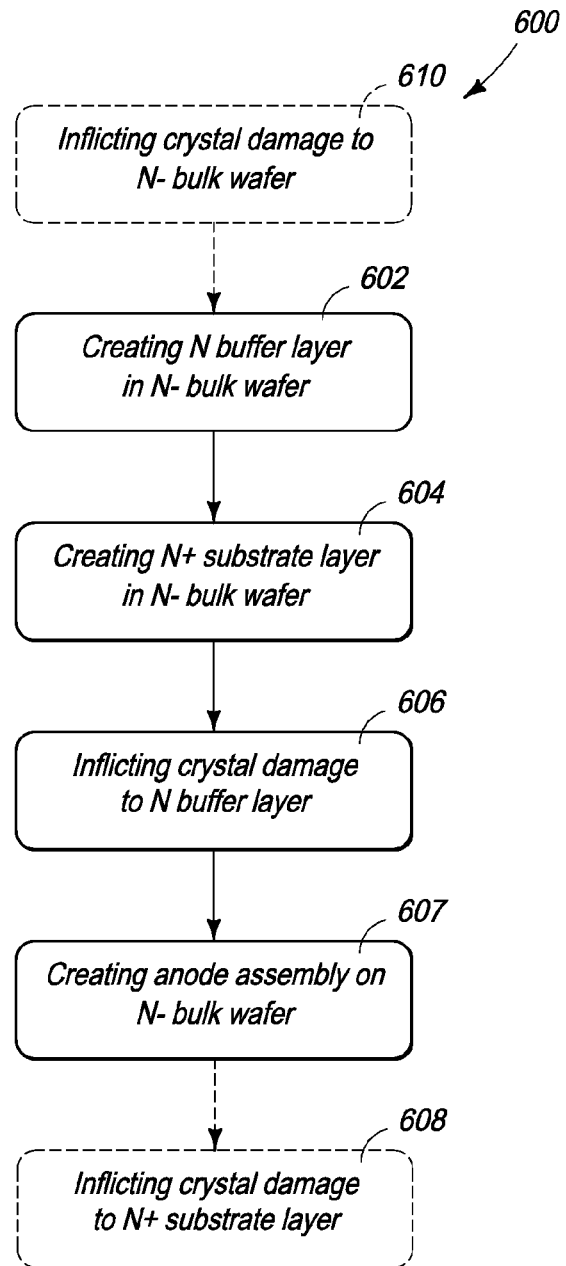 600
610
Inflicting crystal damage to
N- bulk wafer
602
Creating N buffer layer
in N- bulk wafer
604
Creating N+ substrate layer
in N- bulk wafer
606
Inflicting crystal damage
to N buffer layer
607
Creating anode assembly on
N- bulk wafer
608
Inflicting crystal damage
to N+ substrate layer